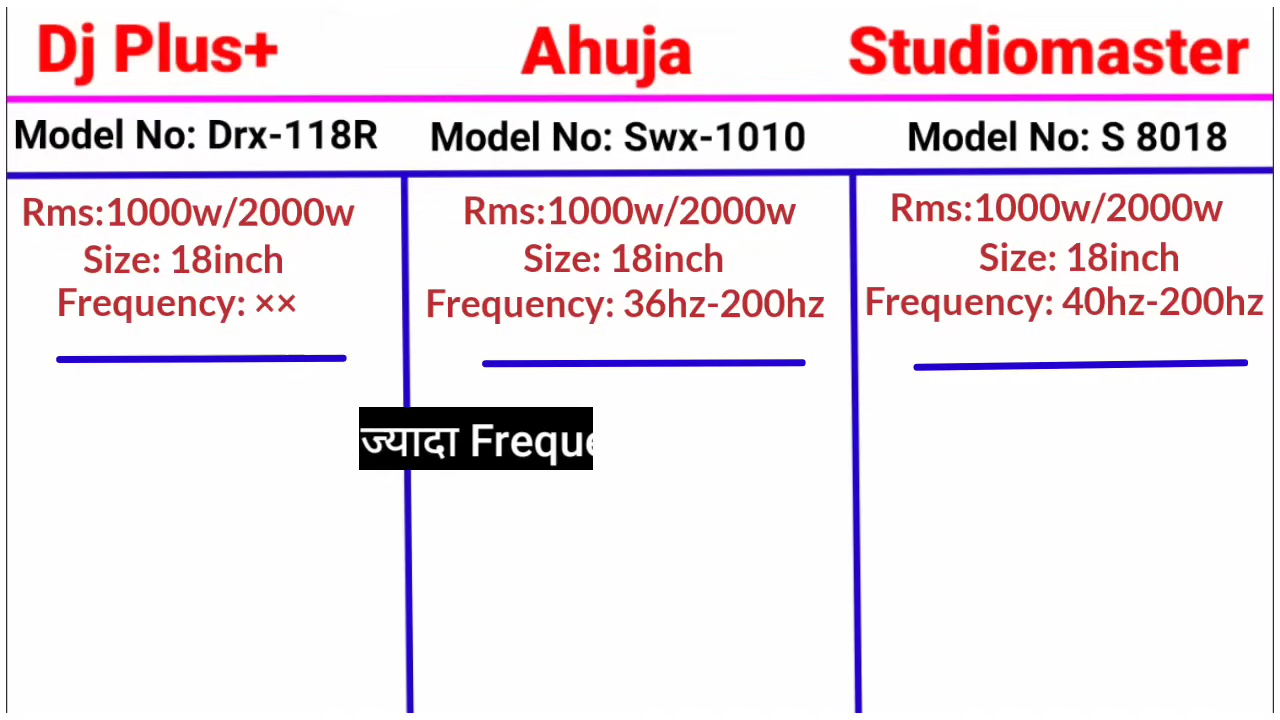 Dj Plus+
Ahuja
Studiomaster
Model No: Drx-118R
Model No: Swx-1010
Model No: S 8018
Rms:1000w/2000w
Size: 18inch
Frequency: ××
Rms:1000w/2000w
Size: 18inch
Frequency: 36hz-200hz
Rms:1000w/2000w
Size: 18inch
Frequency: 40hz-200hz
ज्यादा Freque